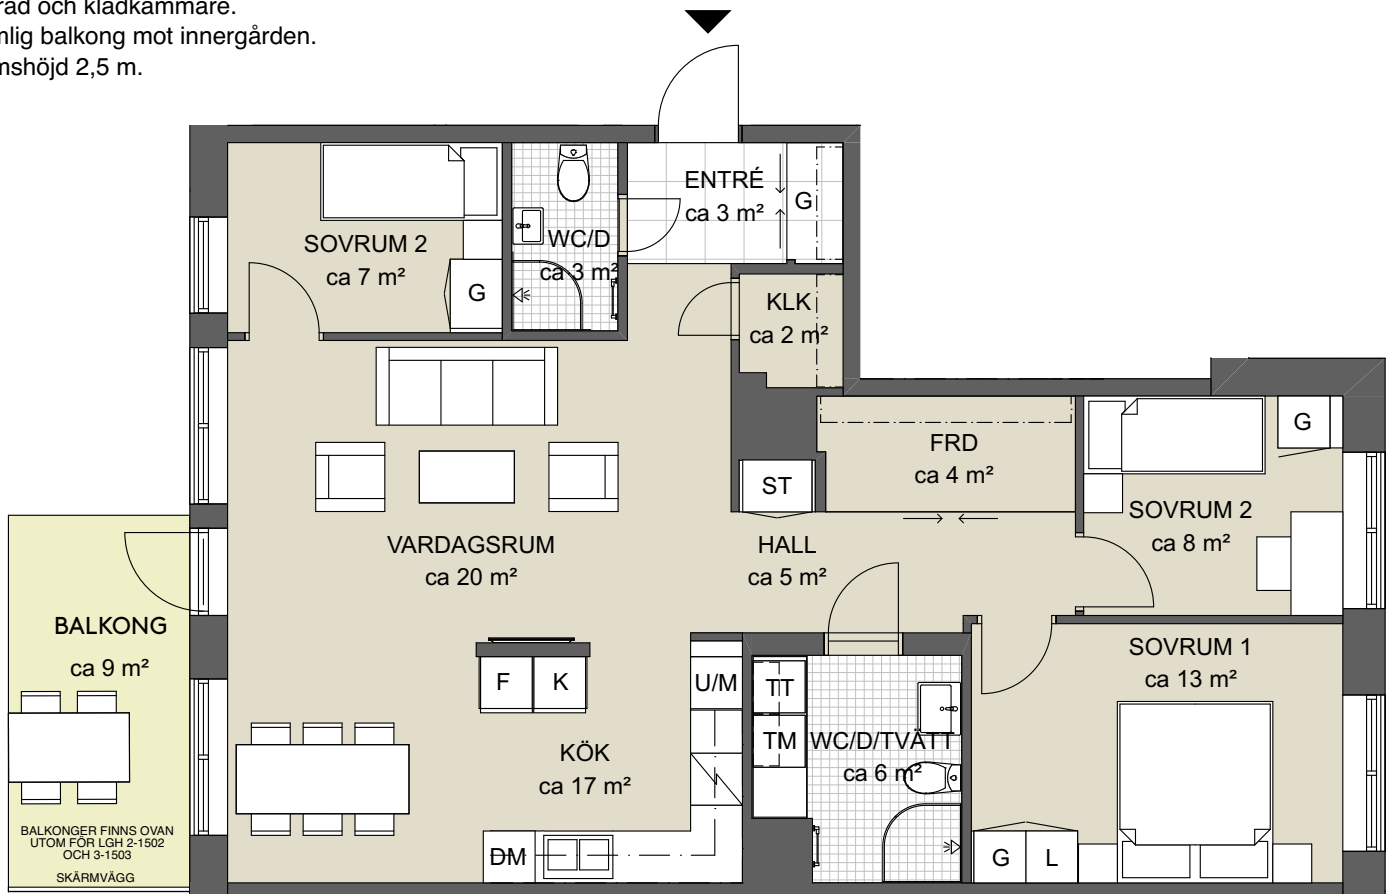 och klädkammare.
balkong mot innergården.
2,5 m.
ENTRÉ
ca 3 m²
G
SOVRUM 2
ca 7 m²
G
WC/D
ca 3 m²
KLK
ca 2 m²
FRD
ca 4 m²
G
ST
SOVRUM 2
ca 8 m²
VARDAGSRUM
ca 20 m²
HALL
ca 5 m²
BALKONG
ca 9 m²
SOVRUM 1
ca 13 m²
F
K
U/M
TT
TM
WC/D/TVÄTT
ca 6 m²
KÖK
ca 17 m²
BALKONGER FINNS OVAN
UTOM FÖR LGH 2-1502
OCH 3-1503
SKÄRMVÄGG
DM
G
L